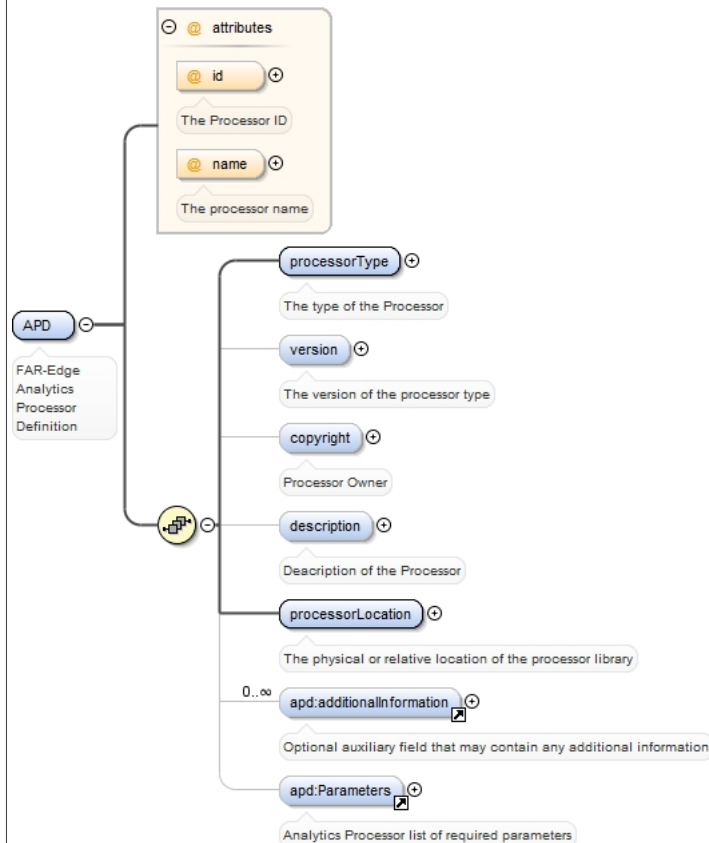 attributes
@ id
The Processor ID
@ name
The processor name
APD
FAR-Edge
Analytics
Processor
Definition
processorType
The type of the Processor
version
The version of the processor type
copyright
Processor Owner
description
Deacription of the Processor
processorLocation
The physical or relative location of the processor library
0..∞
apd:additionalInformation
Optional auxiliary field that may contain any additional information
apd:Parameters
Analytics Processor list of required parameters